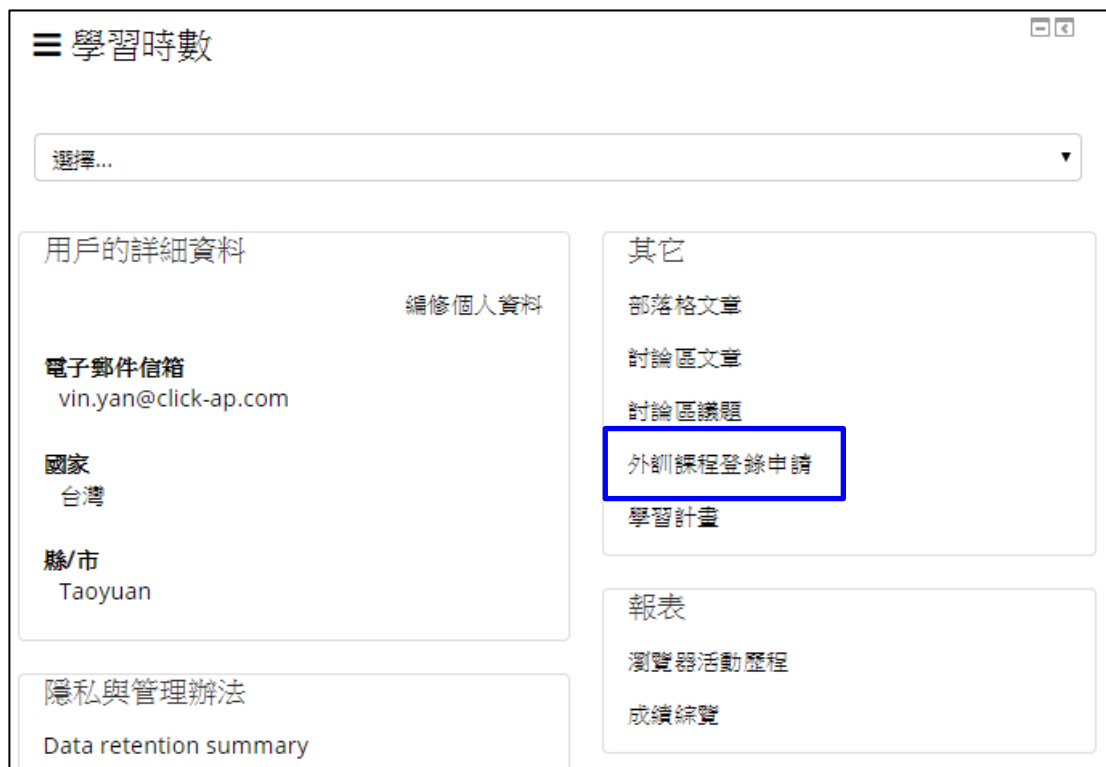 學習時數
選擇...
用戶的詳細資料
編修個人資料
電子郵件信箱
vin.yan@click-ap.com
國家
台灣
縣/市
Taoyuan
隱私與管理辦法
Data retention summary
其它
部落格文章
討論區文章
討論區議題
外訓課程登錄申請
學習計畫
報表
瀏覽器活動歷程
成績綜覽